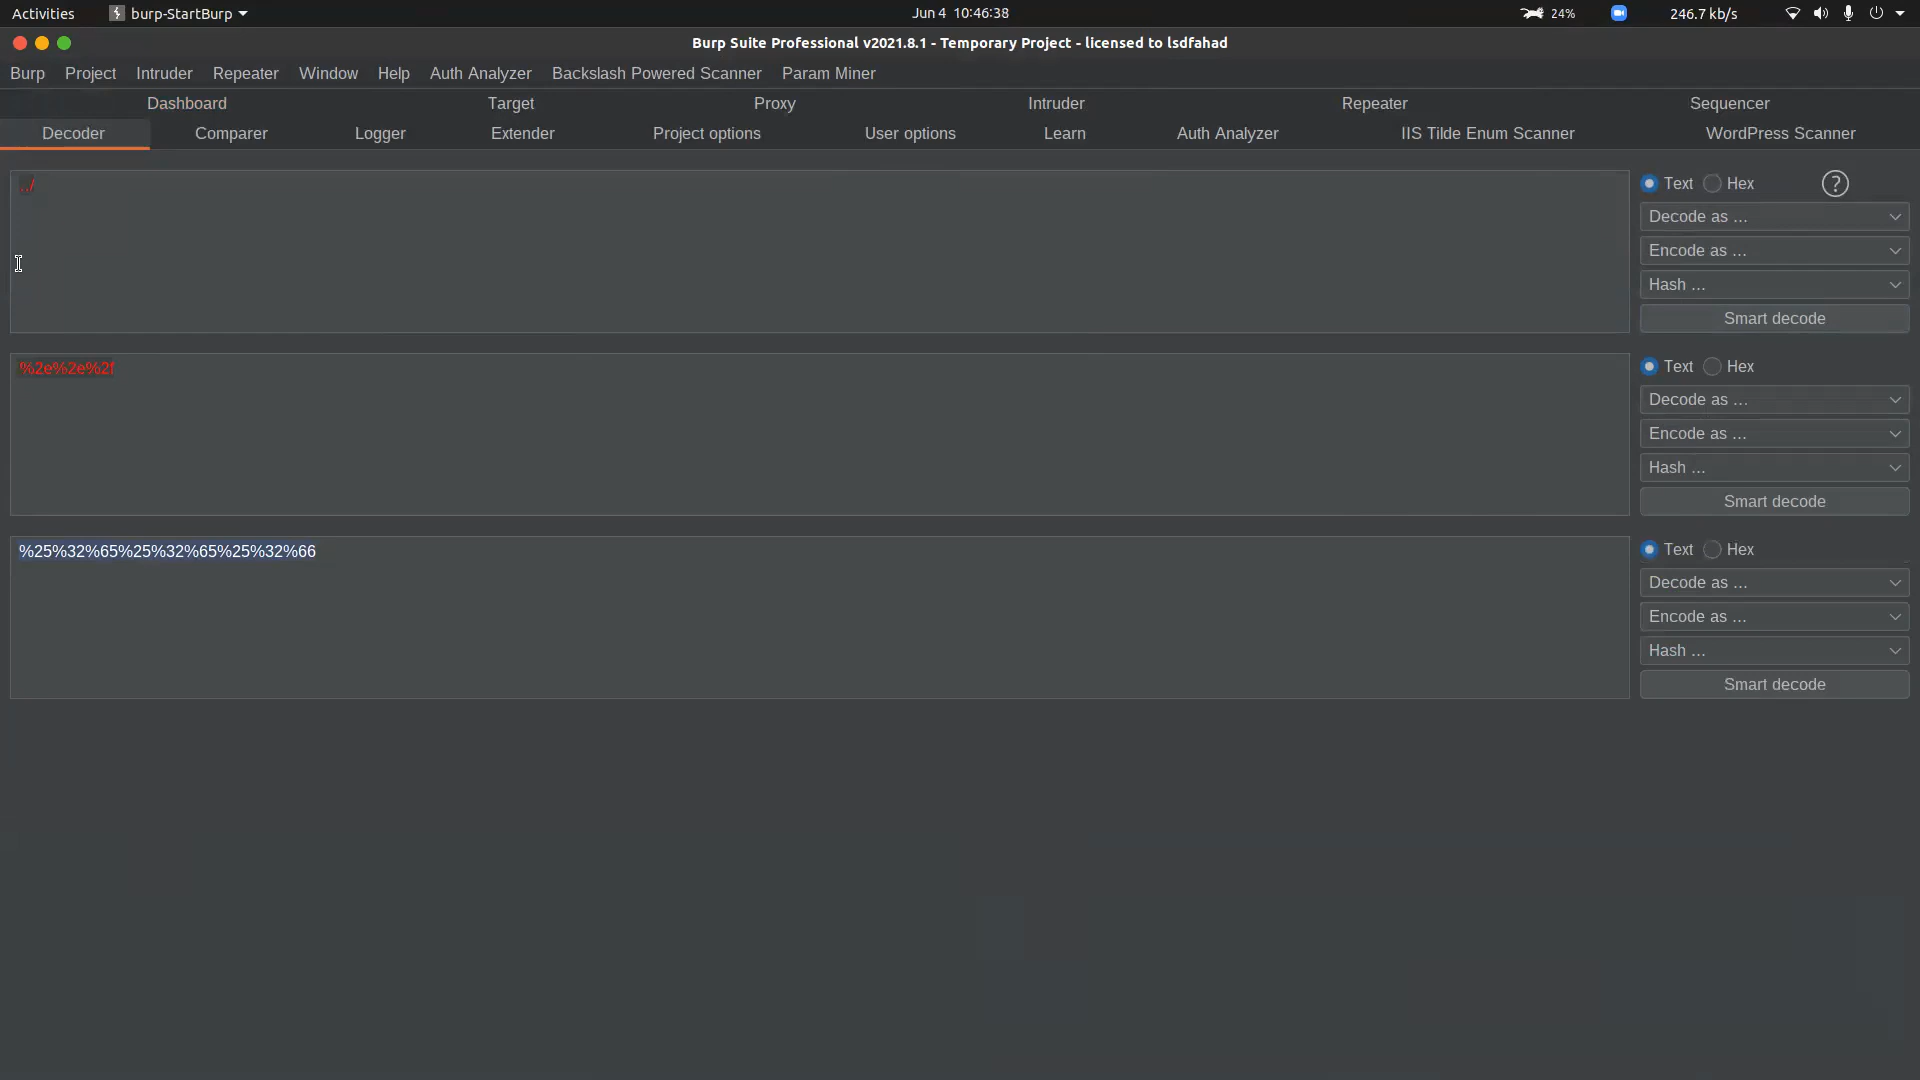 Activities burp-StartBurp Jun 4 10:46:38 24% 246.7 kb/s
Burp Suite Professional v2021.8.1 - Temporary Project - licensed to lsdfahad
Burp Project Intruder Repeater Window Help Auth Analyzer Backslash Powered Scanner Param Miner
Dashboard Target Proxy Intruder Repeater Sequencer
Decoder Comparer Logger Extender Project options User options Learn Auth Analyzer IIS Tilde Enum Scanner WordPress Scanner
../ Text Hex ?
Decode as ...
Encode as ...
Hash ...
Smart decode
%2e%2e%2f Text Hex
Decode as ...
Encode as ...
Hash ...
Smart decode
%25%32%65%25%32%65%25%32%66 Text Hex
Decode as ...
Encode as ...
Hash ...
Smart decode